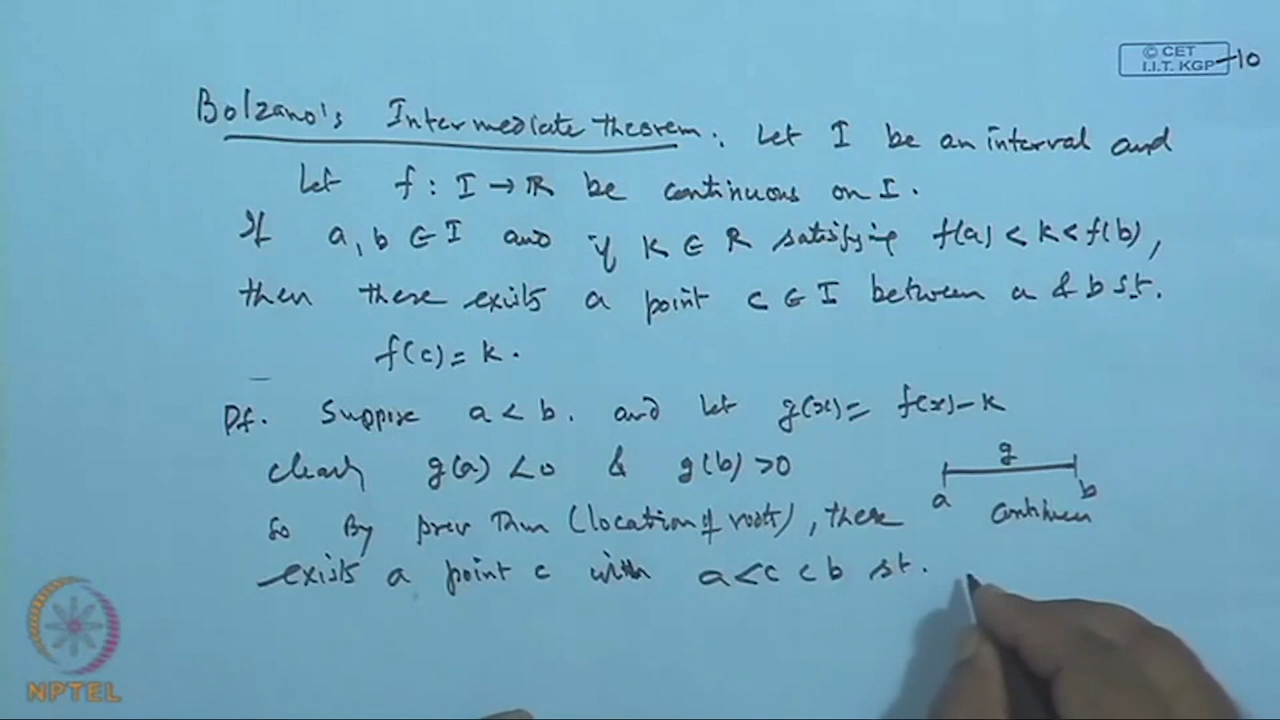 © CET
I.I.T. KGP 10
Bolzano's Intermediate theorem. Let I be an interval and
Let f : I → R be continuous on I.
If a, b ∈ I and if k ∈ R satisfying f(a) < k < f(b),
then there exists a point c ∈ I between a & b st.
f(c) = k.
Pf. Suppose a < b. and let g(x) = f(x) - k
clearly g(a) < 0 & g(b) > 0
g
a b
continuous
So By prev Thm (location of roots), there
exists a point c with a < c < b st.
NPTEL